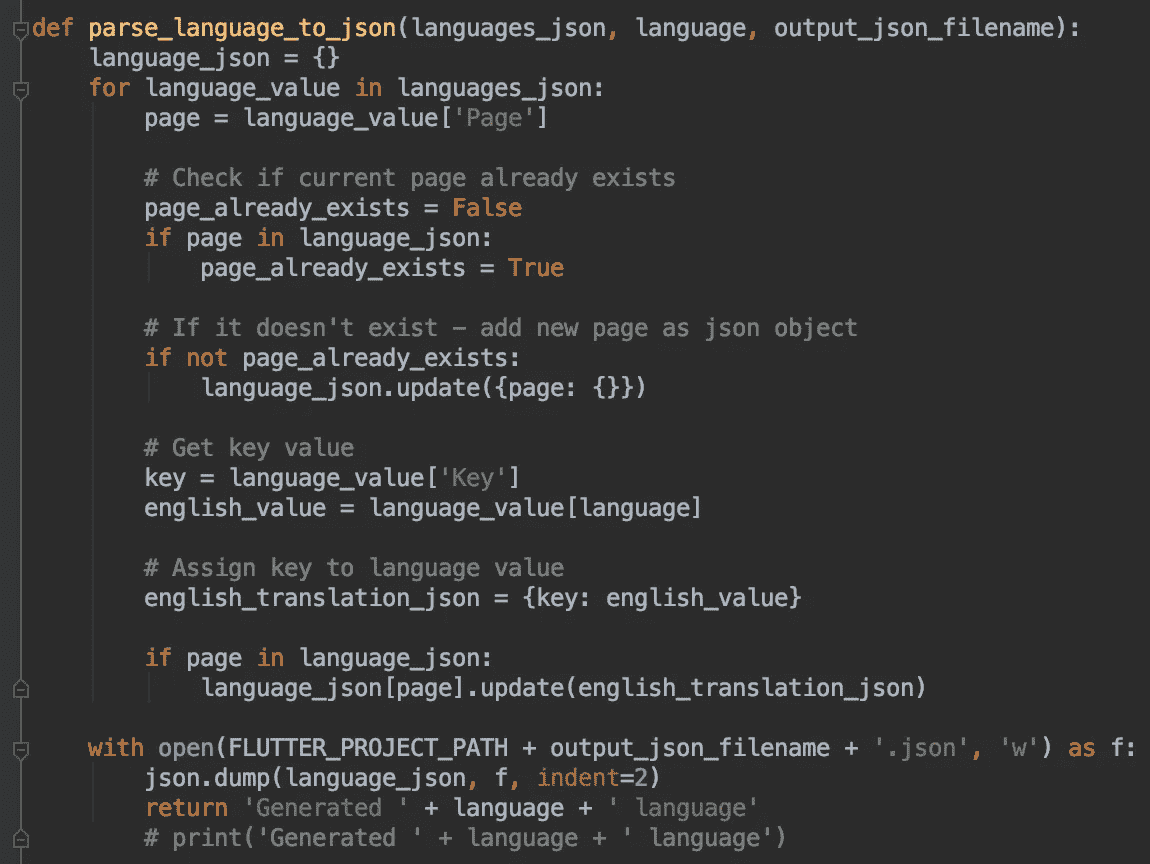 def parse_language_to_json(languages_json, language, output_json_filename):
    language_json = {}
    for language_value in languages_json:
        page = language_value['Page']

        # Check if current page already exists
        page_already_exists = False
        if page in language_json:
            page_already_exists = True

        # If it doesn't exist – add new page as json object
        if not page_already_exists:
            language_json.update({page: {}})

        # Get key value
        key = language_value['Key']
        english_value = language_value[language]

        # Assign key to language value
        english_translation_json = {key: english_value}

        if page in language_json:
            language_json[page].update(english_translation_json)

    with open(FLUTTER_PROJECT_PATH + output_json_filename + '.json', 'w') as f:
        json.dump(language_json, f, indent=2)
        return 'Generated ' + language + ' language'
        # print('Generated ' + language + ' language')